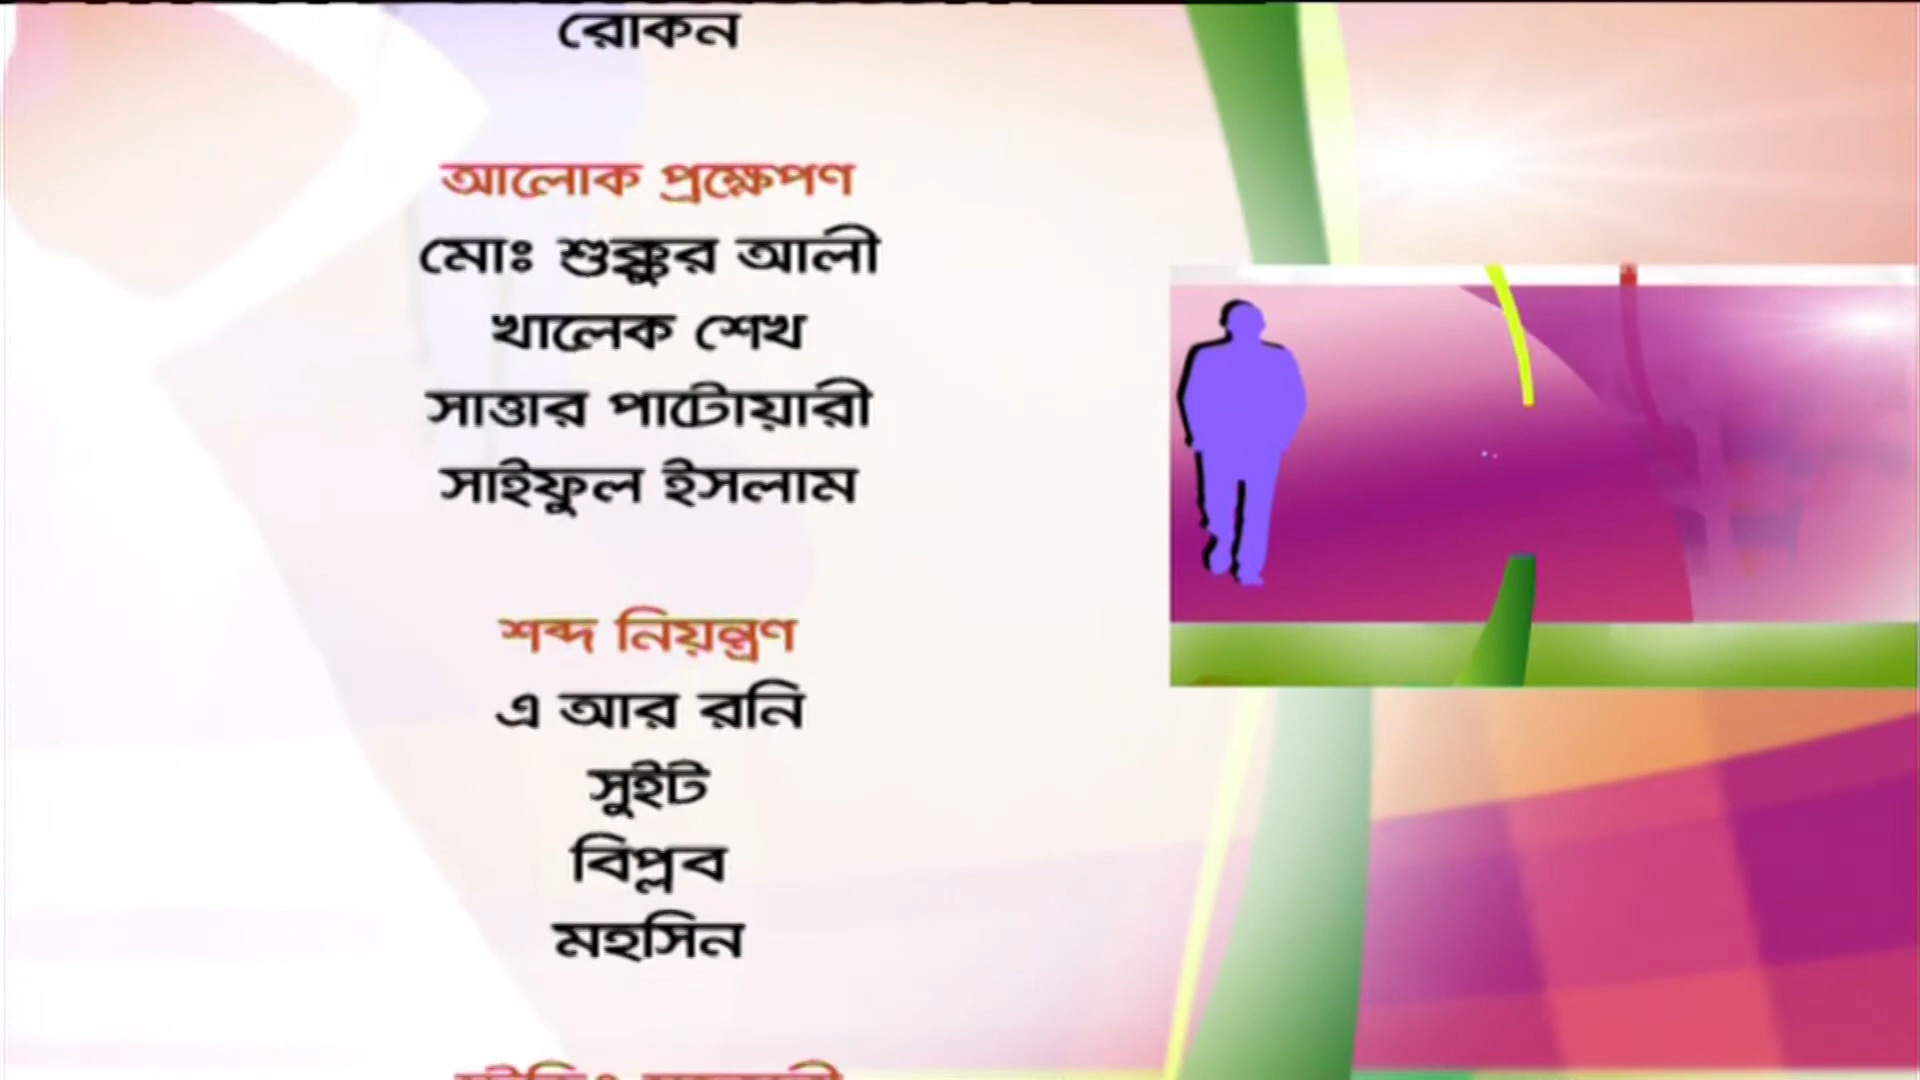 রোকন
আলোক প্রক্ষেপণ
মোঃ শুক্কুর আলী
খালেক শেখ
সাত্তার পাটোয়ারী
সাইফুল ইসলাম
শব্দ নিয়ন্ত্রণ
এ আর রনি
সুইট
বিপ্লব
মহসিন